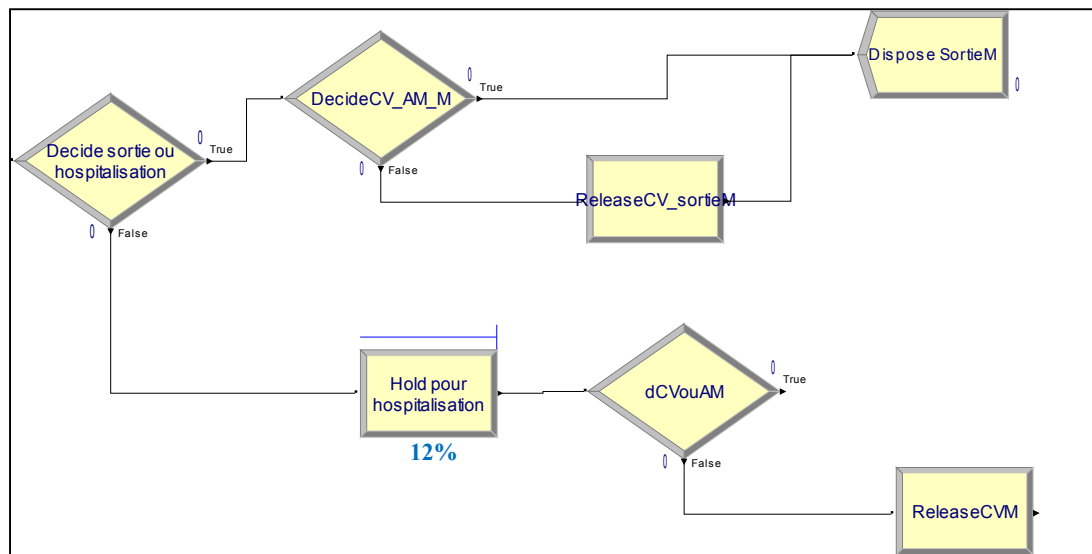 Dispose SortieM
0
0
True
DecideCV_AM_M
0
True
Decide sortie ou
hospitalisation
0
False
ReleaseCV_sortieM
0
False
0
True
Hold pour
hospitalisation
dCVouAM
12%
0
False
ReleaseCVM